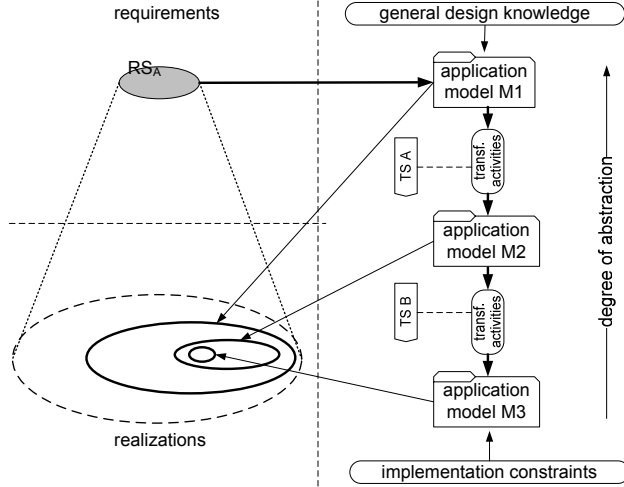 requirements
general design knowledge
RSA
application
model M1
TS A
transf.
activities
application
model M2
degree of abstraction
TS B
transf.
activities
application
model M3
realizations
implementation constraints